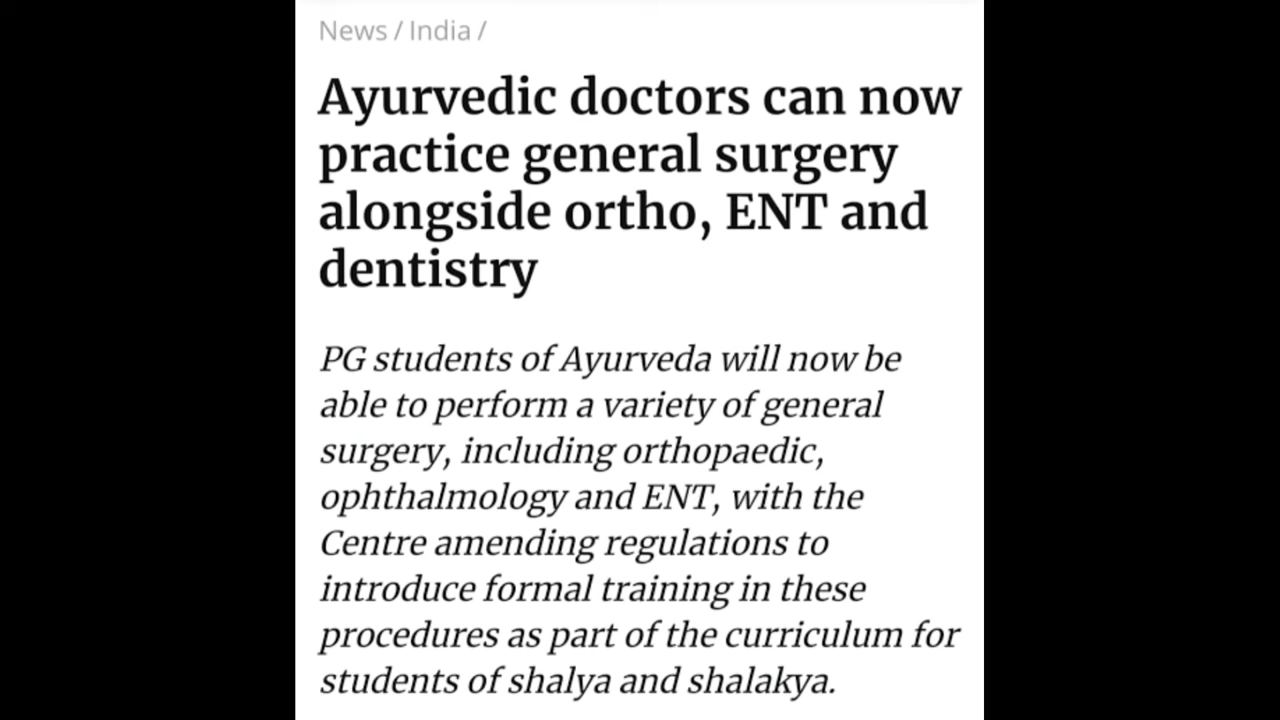 News / India /
Ayurvedic doctors can now
practice general surgery
alongside ortho, ENT and
dentistry
PG students of Ayurveda will now be
able to perform a variety of general
surgery, including orthopaedic,
ophthalmology and ENT, with the
Centre amending regulations to
introduce formal training in these
procedures as part of the curriculum for
students of shalya and shalakya.